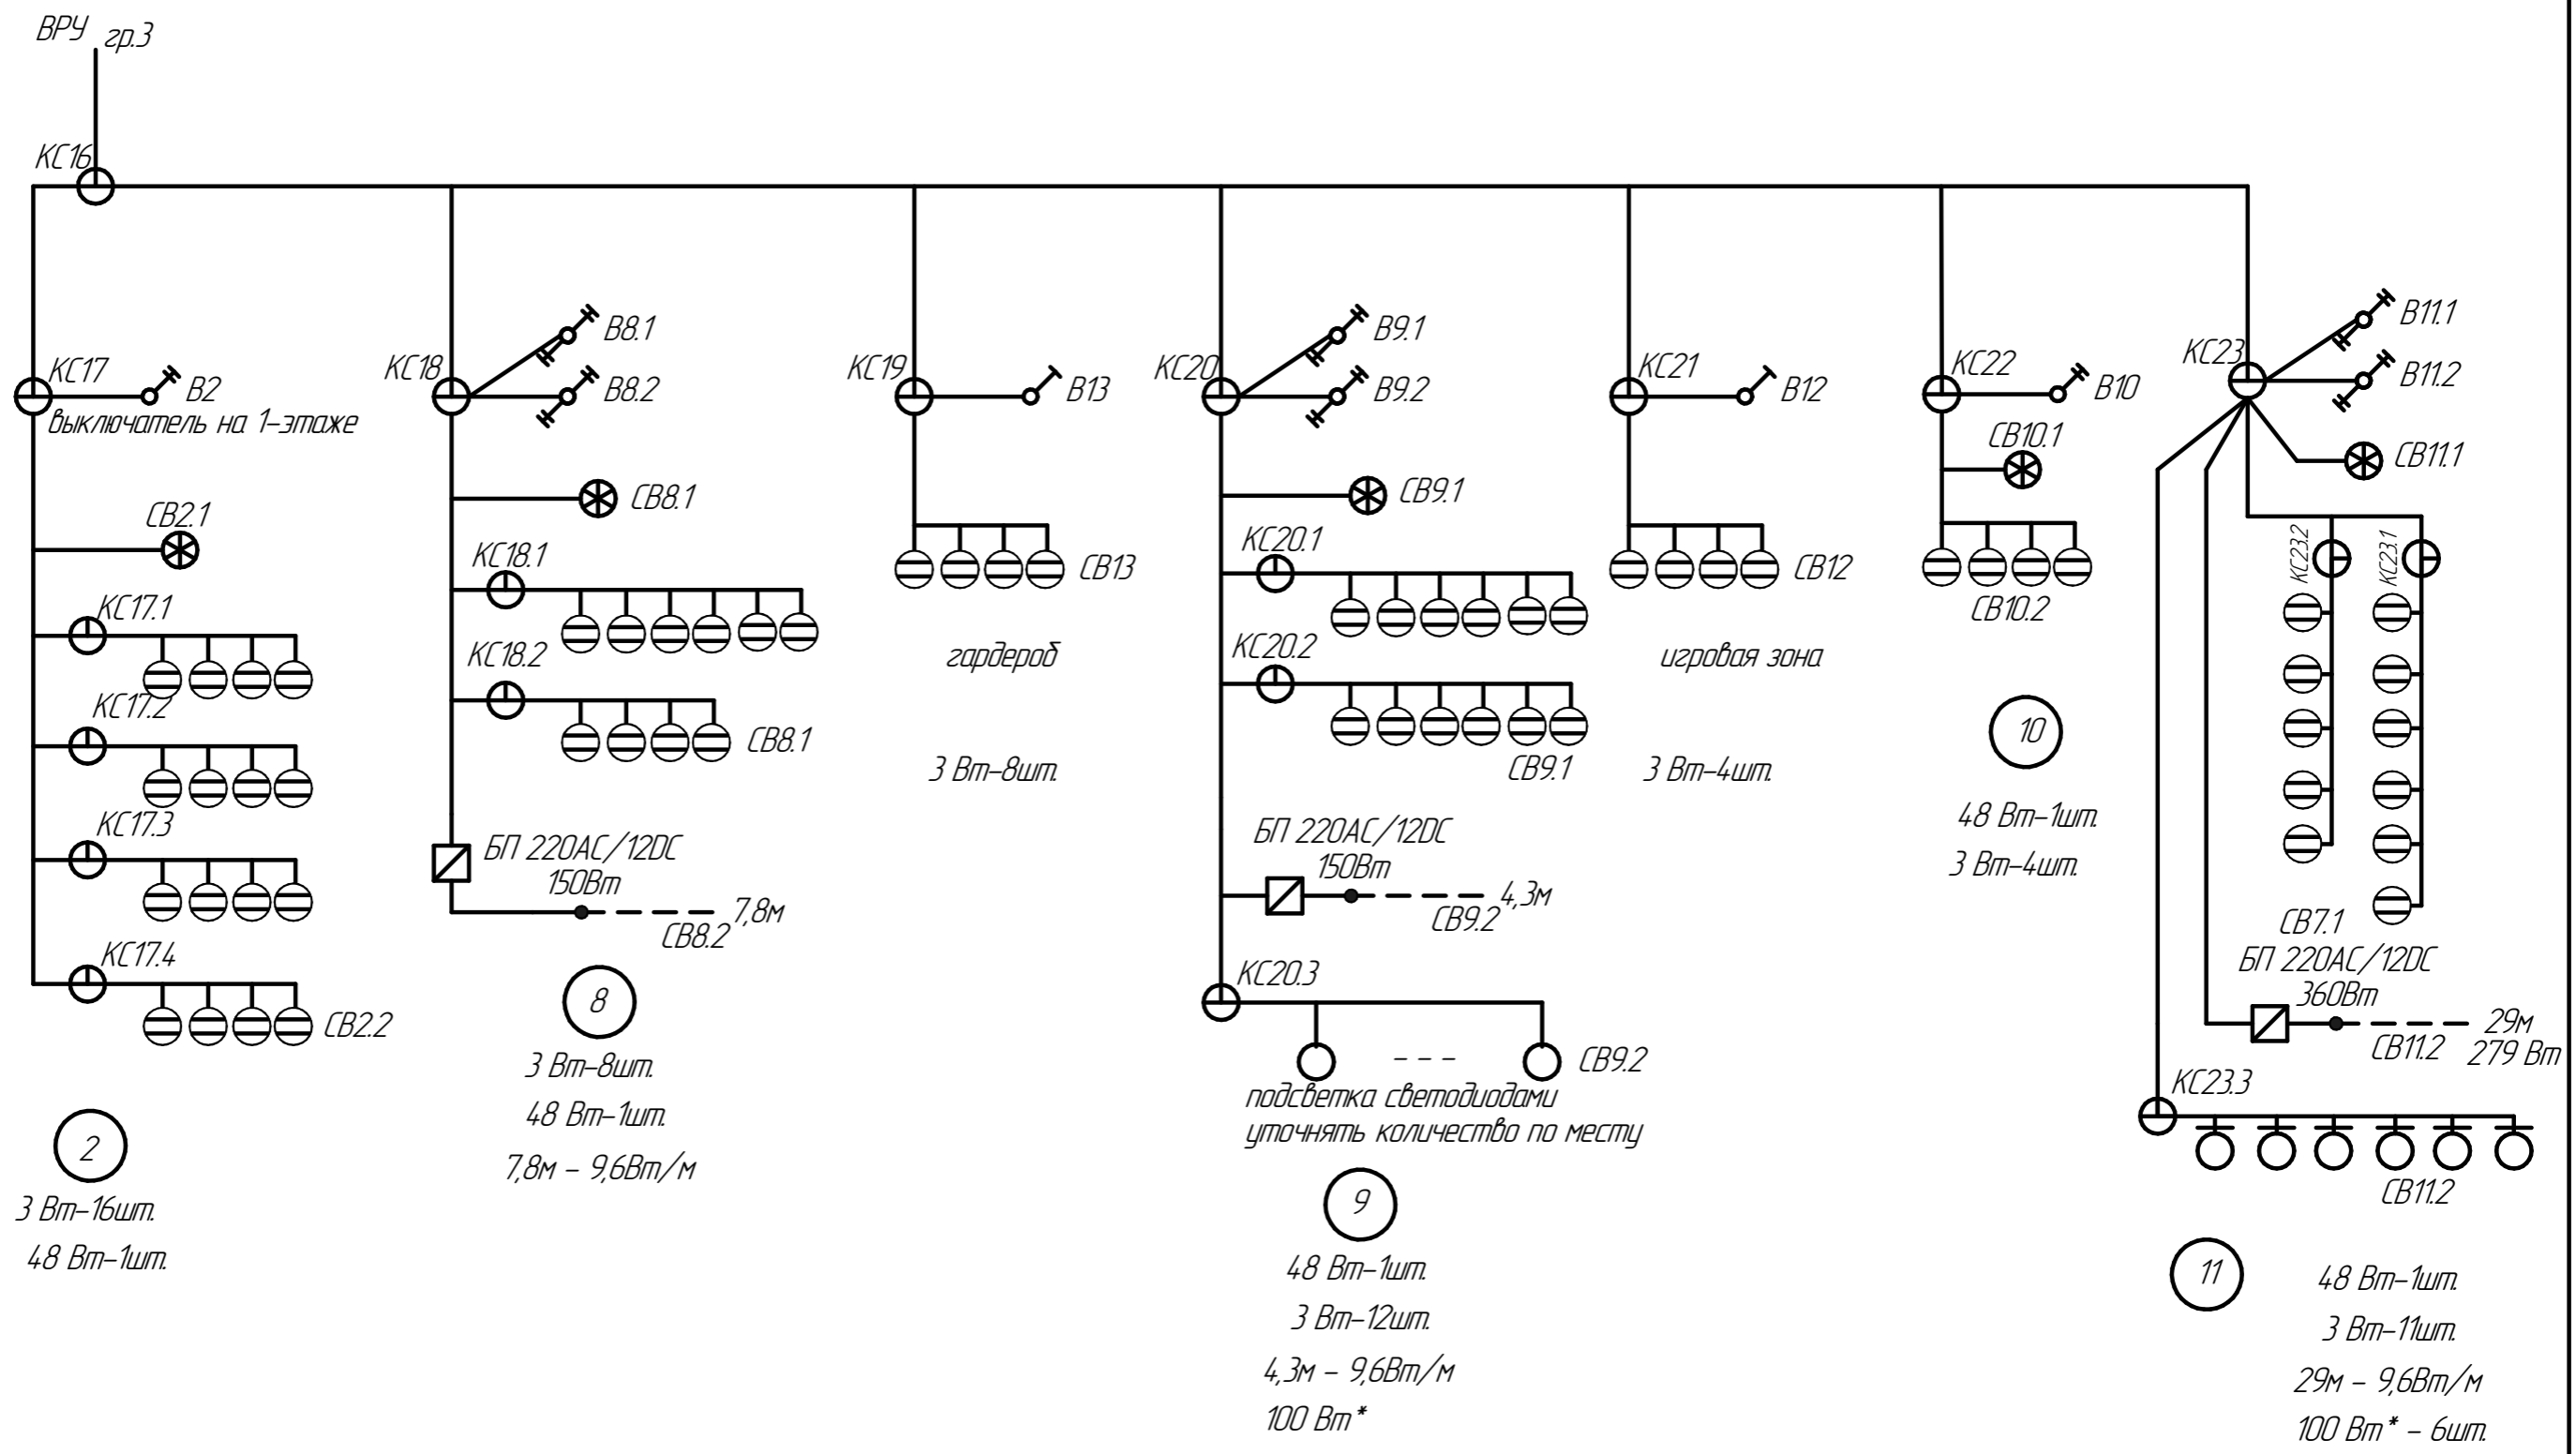 ВРУ гр.3
КС16
КС17
В2
выключатель на 1-этаже
СВ2.1
КС17.1
КС17.2
КС17.3
КС17.4
СВ2.2
2
3 Вт-16шт.
48 Вт-1шт.
КС18
В8.1
В8.2
СВ8.1
КС18.1
КС18.2
СВ8.1
БП 220АС/12DC
150Вт
7,8м
СВ8.2
8
3 Вт-8шт.
48 Вт-1шт.
7,8м - 9,6Вт/м
КС19
В13
СВ13
гардероб
3 Вт-8шт.
КС20
В9.1
В9.2
СВ9.1
КС20.1
КС20.2
СВ9.1
БП 220АС/12DC
150Вт
4,3м
СВ9.2
КС20.3
СВ9.2
подсветка светодиодами
уточнять количество по месту
9
48 Вт-1шт.
3 Вт-12шт.
4,3м - 9,6Вт/м
100 Вт*
КС21
В12
СВ12
игровая зона
3 Вт-4шт.
КС22
В10
СВ10.1
СВ10.2
10
48 Вт-1шт.
3 Вт-4шт.
КС23
В11.1
В11.2
СВ11.1
КС23.2
КС23.1
СВ7.1
БП 220АС/12DC
360Вт
29м
СВ11.2
279 Вт
КС23.3
СВ11.2
11
48 Вт-1шт.
3 Вт-11шт.
29м - 9,6Вт/м
100 Вт* - 6шт.